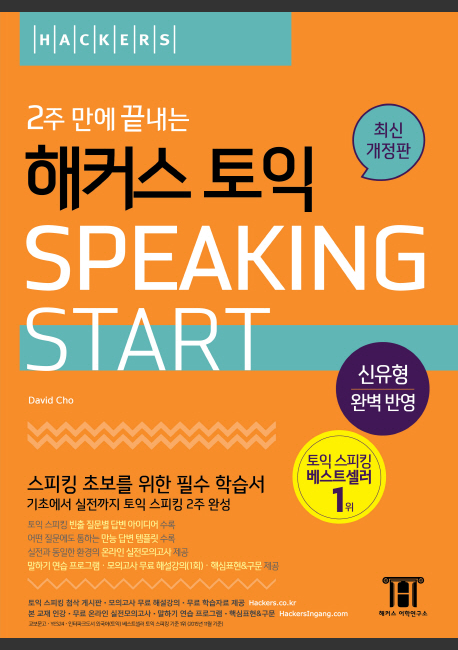 HACKERS
2주 만에 끝내는
최신
개정판
해커스 토익
SPEAKING
START
신유형
완벽 반영
David Cho
토익 스피킹
베스트셀러
1위
스피킹 초보를 위한 필수 학습서
기초에서 실전까지 토익 스피킹 2주 완성
토익 스피킹 빈출 질문별 답변 아이디어 수록
어떤 질문에도 통하는 만능 답변 템플릿 수록
실전과 동일한 환경의 온라인 실전모의고사 제공
말하기 연습 프로그램 · 모의고사 무료 해설강의(1회) · 핵심표현&구문 제공
토익 스피킹 첨삭 게시판 · 모의고사 무료 해설강의 · 무료 학습자료 제공 Hackers.co.kr
본 교재 인강 · 무료 온라인 실전모의고사 · 말하기 연습 프로그램 · 핵심표현&구문 HackersIngang.com
해커스 어학연구소